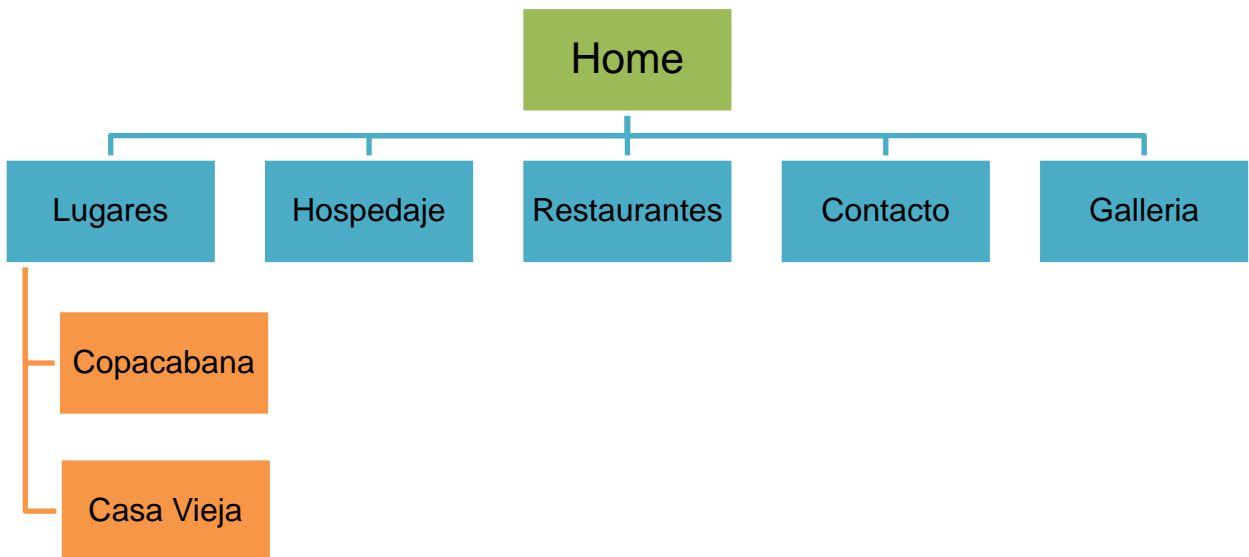 Home
Lugares
Hospedaje
Restaurantes
Contacto
Galleria
Copacabana
Casa Vieja